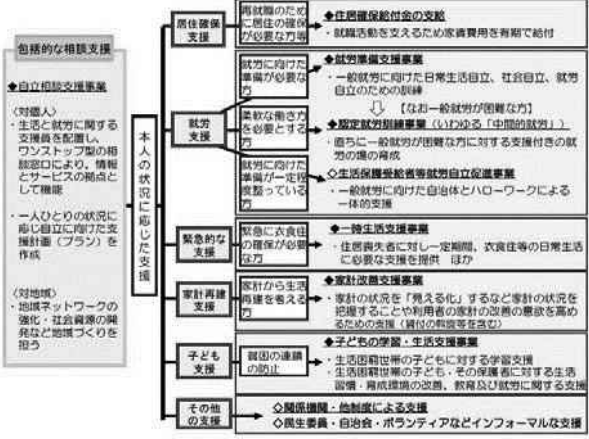 包括的な相談支援
◆自立相談支援事業
〈対個人〉
・生活と就労に関する
支援員を配置し、
ワンストップ型の相
談窓口により、情報
とサービスの拠点と
して機能
・一人ひとりの状況に
応じ自立に向けた支
援計画（プラン）を
作成
〈対地域〉
・地域ネットワークの
強化・社会資源の開
発など地域づくりを
担う
本人の状況に応じた支援
居住確保
支援
再就職のため
に居住の確保
が必要な方等
◆住居確保給付金の支給
・就職活動を支えるため家賃費用を有期で給付
就労
支援
就労に向けた
準備が必要な
方
◆就労準備支援事業
・一般就労に向けた日常生活自立、社会自立、就労
自立のための訓練
【なお一般就労が困難な方】
柔軟な働き方
を必要とする
方
◆認定就労訓練事業（いわゆる「中間的就労」）
・直ちに一般就労が困難な方に対する支援付きの就
労の場の育成
就労に向けた
準備が一定程
度整っている
方
◇生活保護受給者等就労自立促進事業
・一般就労に向けた自治体とハローワークによる
一体的支援
緊急的な
支援
緊急に衣食住
の確保が必要
な方
◆一時生活支援事業
・住居喪失者に対し一定期間、衣食住等の日常生活
に必要な支援を提供　ほか
家計再建
支援
家計から生活
再建を考える
方
◆家計改善支援事業
・家計の状況を「見える化」するなど家計の状況を
把握することや利用者の家計の改善の意欲を高め
るための支援（貸付の斡旋等を含む）
子ども
支援
貧困の連鎖
の防止
◆子どもの学習・生活支援事業
・生活困窮世帯の子どもに対する学習支援
・生活困窮世帯の子ども・その保護者に対する生活
習慣・育成環境の改善、教育及び就労に関する支援
その他
の支援
◇関係機関・他制度による支援
◇民生委員・自治会・ボランティアなどインフォーマルな支援